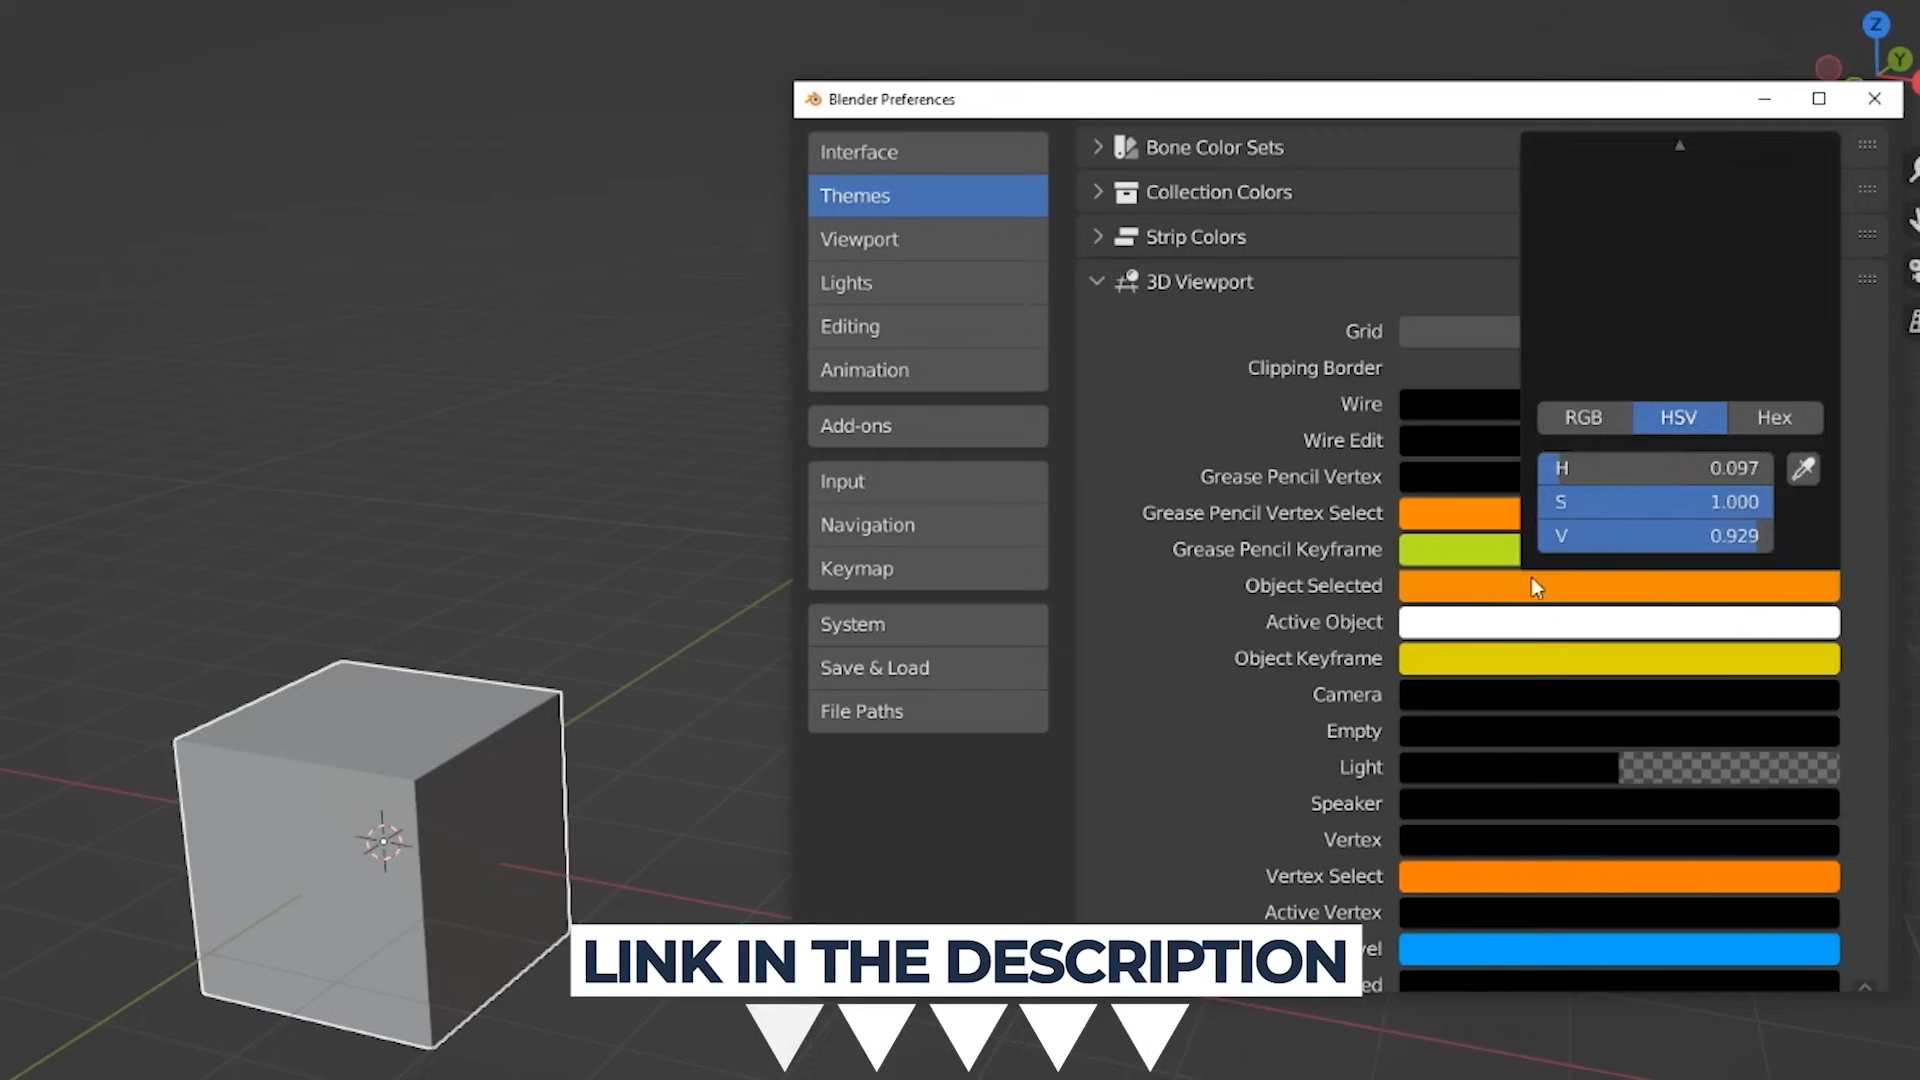 Z
Y
Blender Preferences
Interface
Themes
Viewport
Lights
Editing
Animation
Add-ons
Input
Navigation
Keymap
System
Save & Load
File Paths
Bone Color Sets
Collection Colors
Strip Colors
3D Viewport
Grid
Clipping Border
Wire
Wire Edit
Grease Pencil Vertex
Grease Pencil Vertex Select
Grease Pencil Keyframe
Object Selected
Active Object
Object Keyframe
Camera
Empty
Light
Speaker
Vertex
Vertex Select
Active Vertex
RGB HSV Hex
H 0.097
S 1.000
V 0.929
LINK IN THE DESCRIPTION